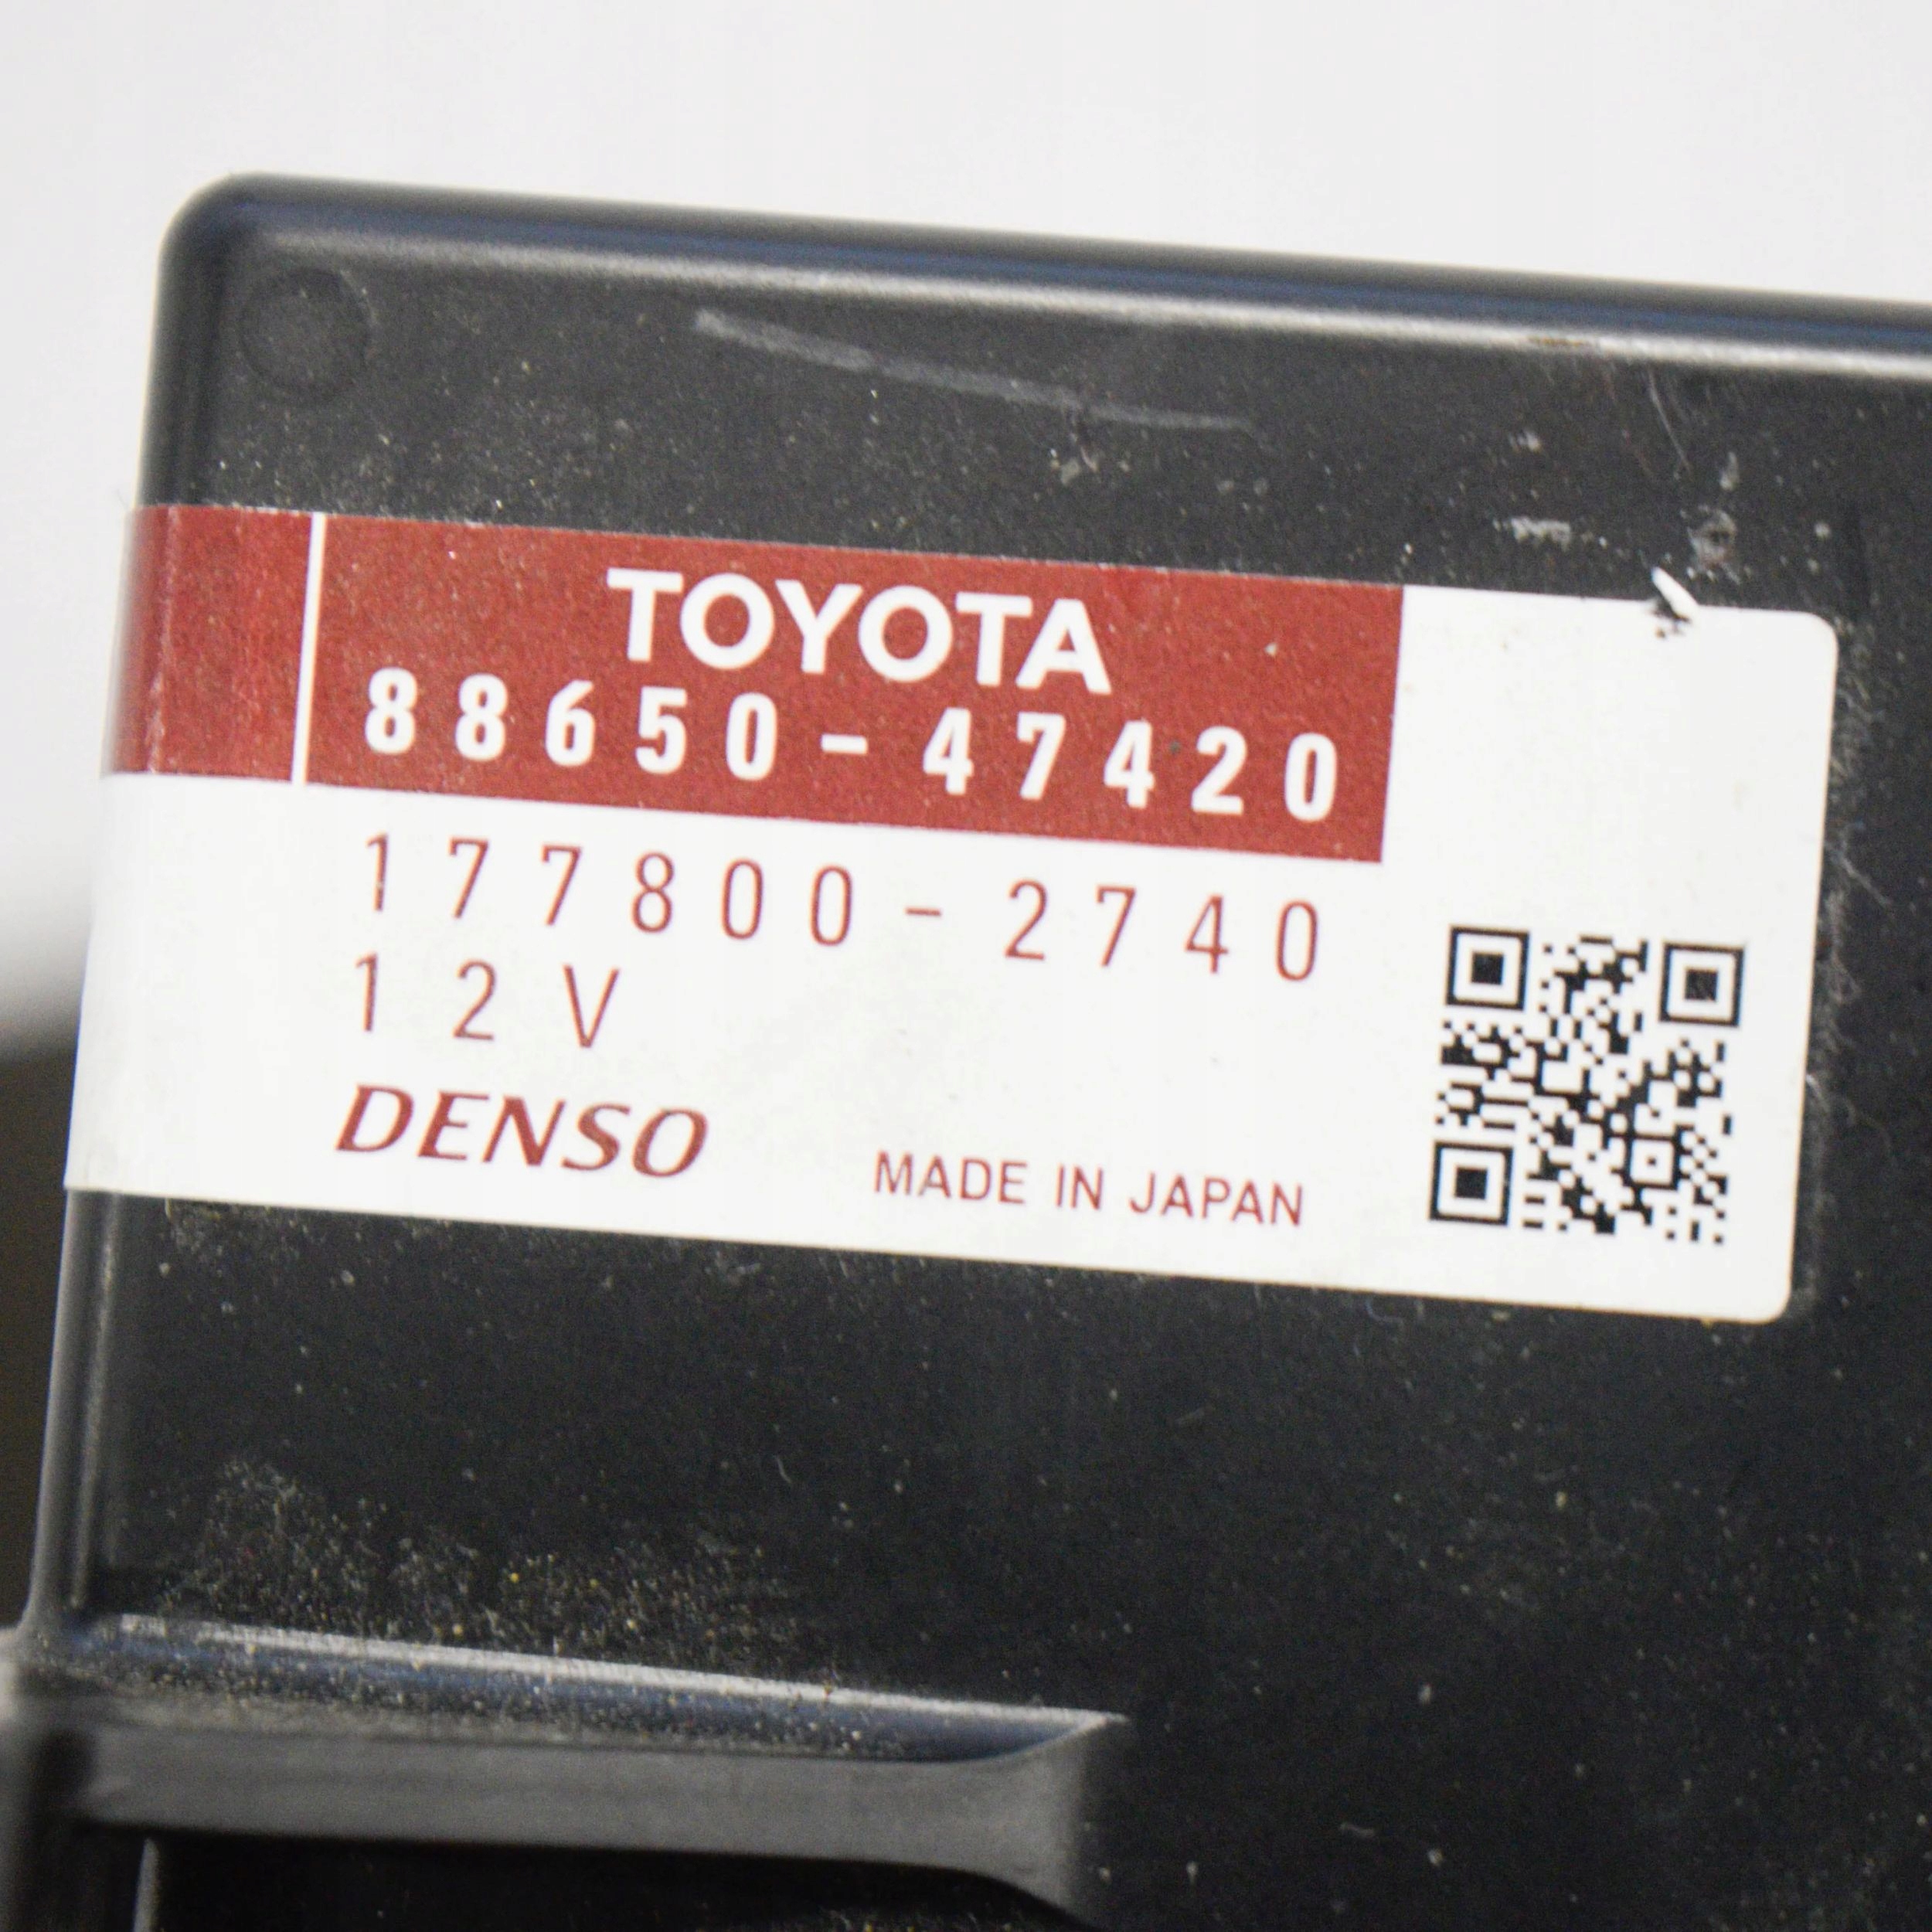 TOYOTA
88650-47420
177800-2740
12V
DENSO
MADE IN JAPAN